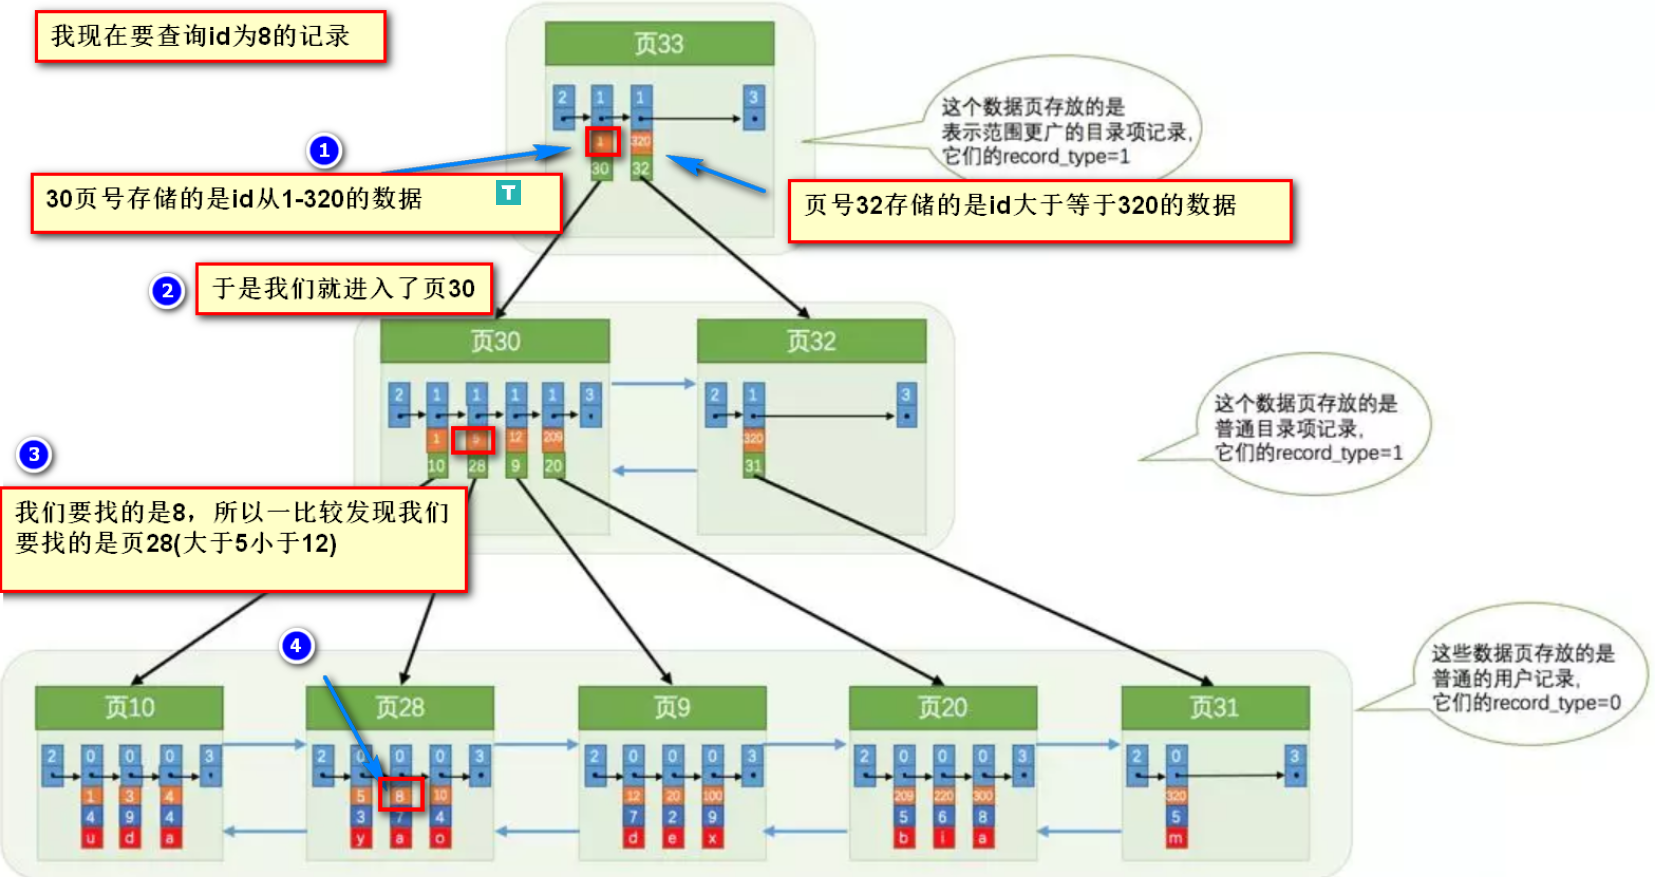 我现在要查询id为8的记录
页33
2 1 1 3
1 320
30 32
这个数据页存放的是
表示范围更广的目录项记录,
它们的record_type=1
1
30页号存储的是id从1-320的数据
T
页号32存储的是id大于等于320的数据
2
于是我们就进入了页30
页30
2 1 1 1 1 3
1 5 12 209
10 28 9 20
页32
2 1 3
320
31
这个数据页存放的是
普通目录项记录,
它们的record_type=1
3
我们要找的是8，所以一比较发现我们
要找的是页28(大于5小于12)
4
页10
2 0 0 0 3
1 3 4
4 9 4
u d a
页28
2 0 0 0 3
5 8 10
3 7 4
y a o
页9
2 0 0 0 3
12 20 100
7 2 9
d e x
页20
2 0 0 0 3
209 220 300
5 6 8
b i a
页31
2 0 3
320
5
m
这些数据页存放的是
普通的用户记录,
它们的record_type=0